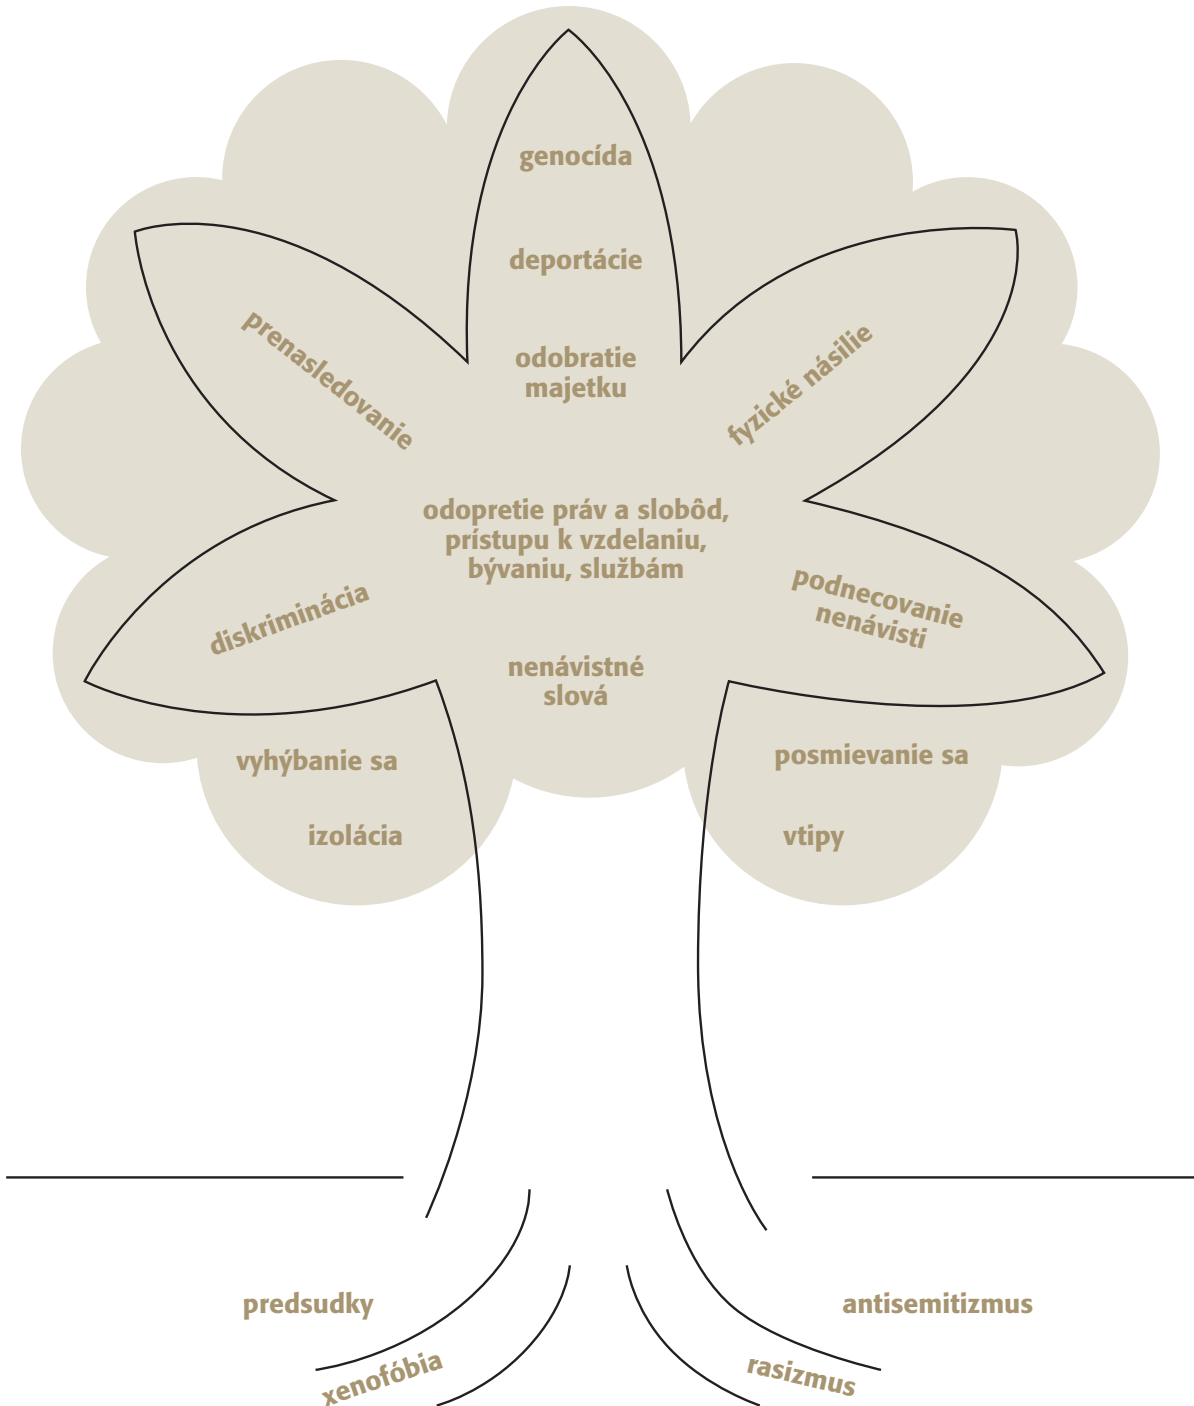 genocída
deportácie
odobratie
majetku
prenasledovanie
fyzické násilie
odopretie práv a slobôd,
prístupu k vzdelaniu,
bývaniu, službám
diskriminácia
podnecovanie
nenávisti
nenávistné
slová
vyhýbanie sa
posmievanie sa
izolácia
vtipy
predsudky
antisemitizmus
xenofóbia
rasizmus